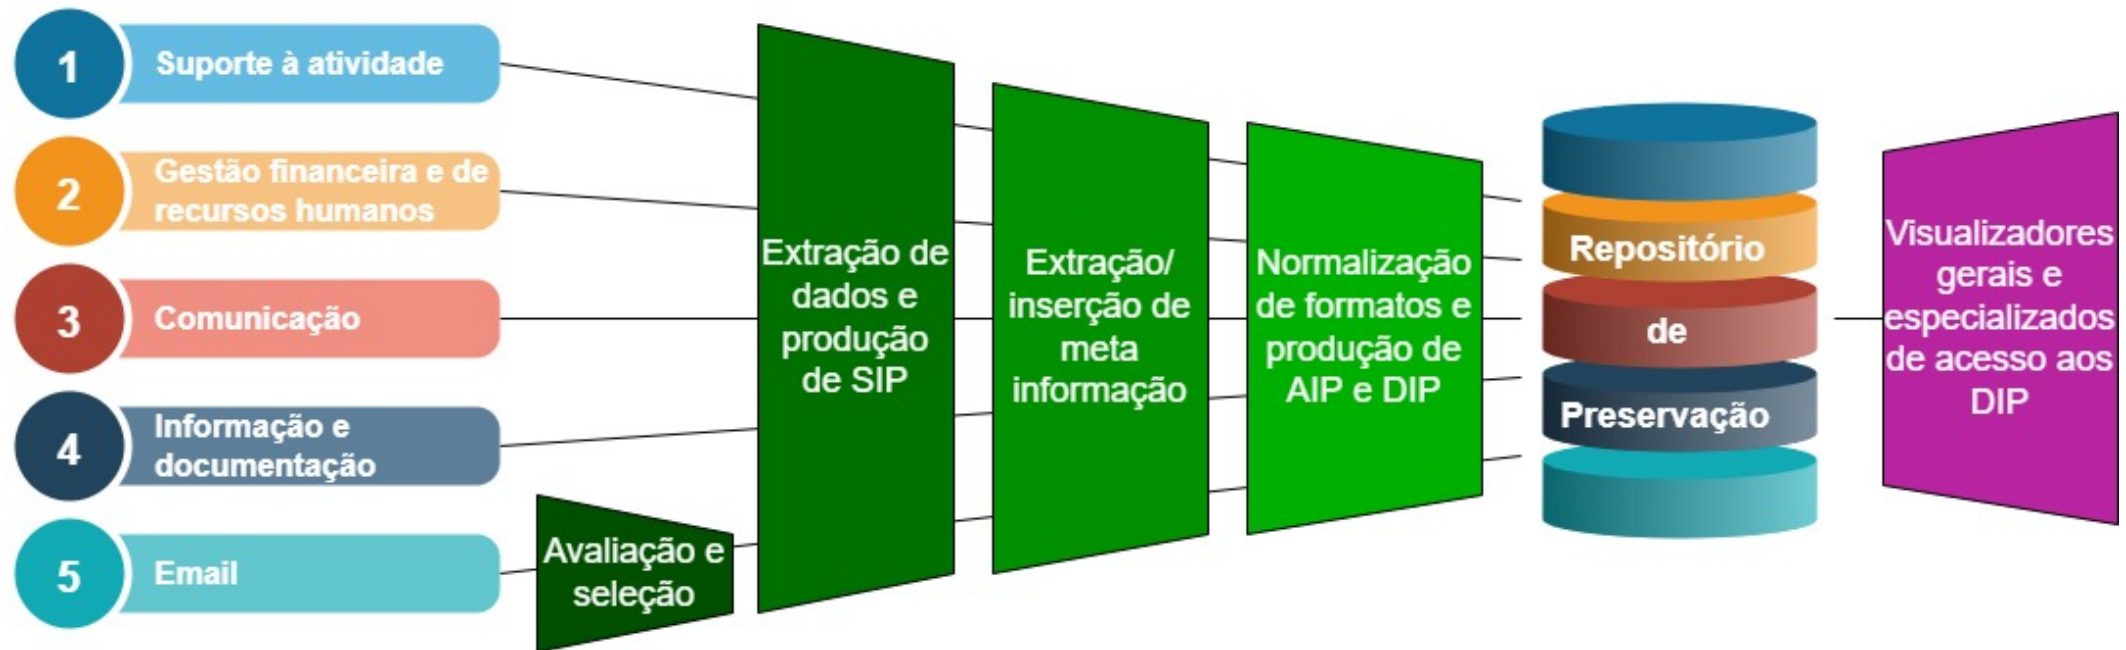 1
Suporte à atividade
2
Gestão financeira e de
recursos humanos
3
Comunicação
4
Informação e
documentação
5
Email
Avaliação e
seleção
Extração de
dados e
produção
de SIP
Extração/
inserção de
meta
informação
Normalização
de formatos e
produção de
AIP e DIP
Repositório
de
Preservação
Visualizadores
gerais e
especializados
de acesso aos
DIP